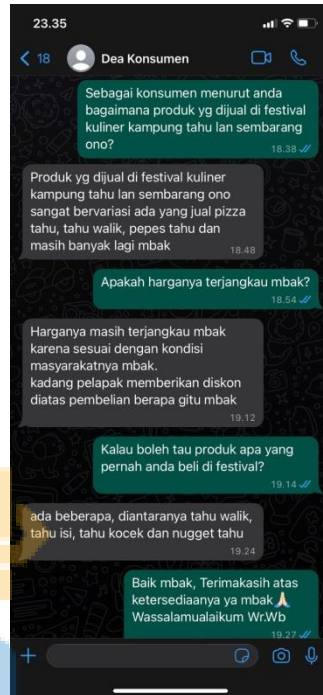 23.35
18
Dea Konsumen
Sebagai konsumen menurut anda
bagaimana produk yg dijual di festival
kuliner kampung tahu lan sembarang
ono?
18.38
Produk yg dijual di festival kuliner
kampung tahu lan sembarang ono
sangat bervariasi ada yang jual pizza
tahu, tahu walik, pepes tahu dan
masih banyak lagi mbak
18.48
Apakah harganya terjangkau mbak?
18.54
Harganya masih terjangkau mbak
karena sesuai dengan kondisi
masyarakatnya mbak.
kadang pelapak memberikan diskon
diatas pembelian berapa gitu mbak
19.12
Kalau boleh tau produk apa yang
pernah anda beli di festival?
19.14
ada beberapa, diantaranya tahu walik,
tahu isi, tahu kocek dan nugget tahu
19.24
Baik mbak, Terimakasih atas
ketersediaanya ya mbak🙏🏻
Wassalamualaikum Wr.Wb
19.27